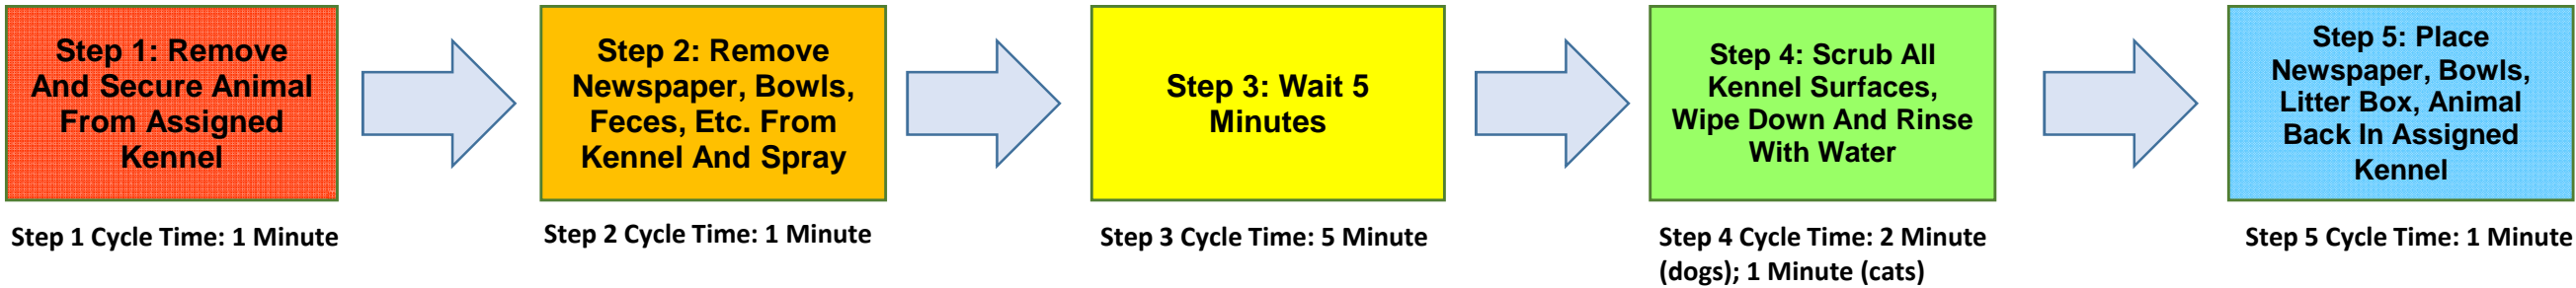 Step 1: Remove
And Secure Animal
From Assigned
Kennel
Step 2: Remove
Newspaper, Bowls,
Feces, Etc. From
Kennel And Spray
Step 3: Wait 5
Minutes
Step 4: Scrub All
Kennel Surfaces,
Wipe Down And Rinse
With Water
Step 5: Place
Newspaper, Bowls,
Litter Box, Animal
Back In Assigned
Kennel
Step 1 Cycle Time: 1 Minute
Step 2 Cycle Time: 1 Minute
Step 3 Cycle Time: 5 Minute
Step 4 Cycle Time: 2 Minute
(dogs); 1 Minute (cats)
Step 5 Cycle Time: 1 Minute